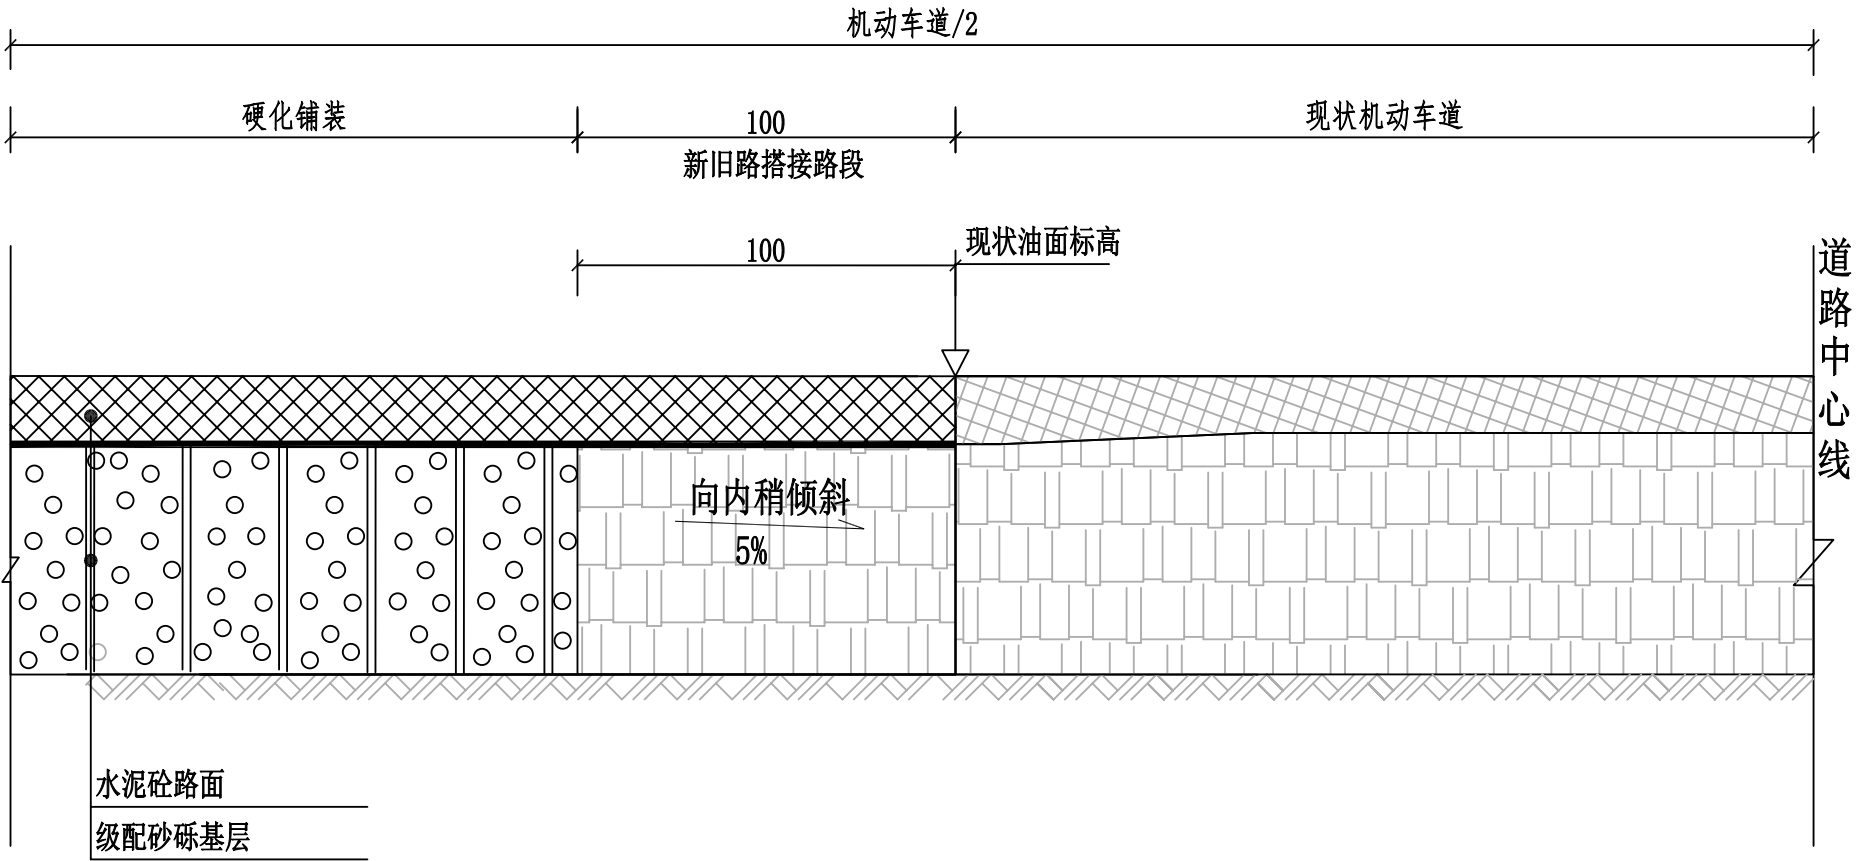 机动车道/2
硬化铺装
100
现状机动车道
新旧路搭接路段
100
现状油面标高
道路中心线
向内稍倾斜
5%
水泥砼路面
级配砂砾基层